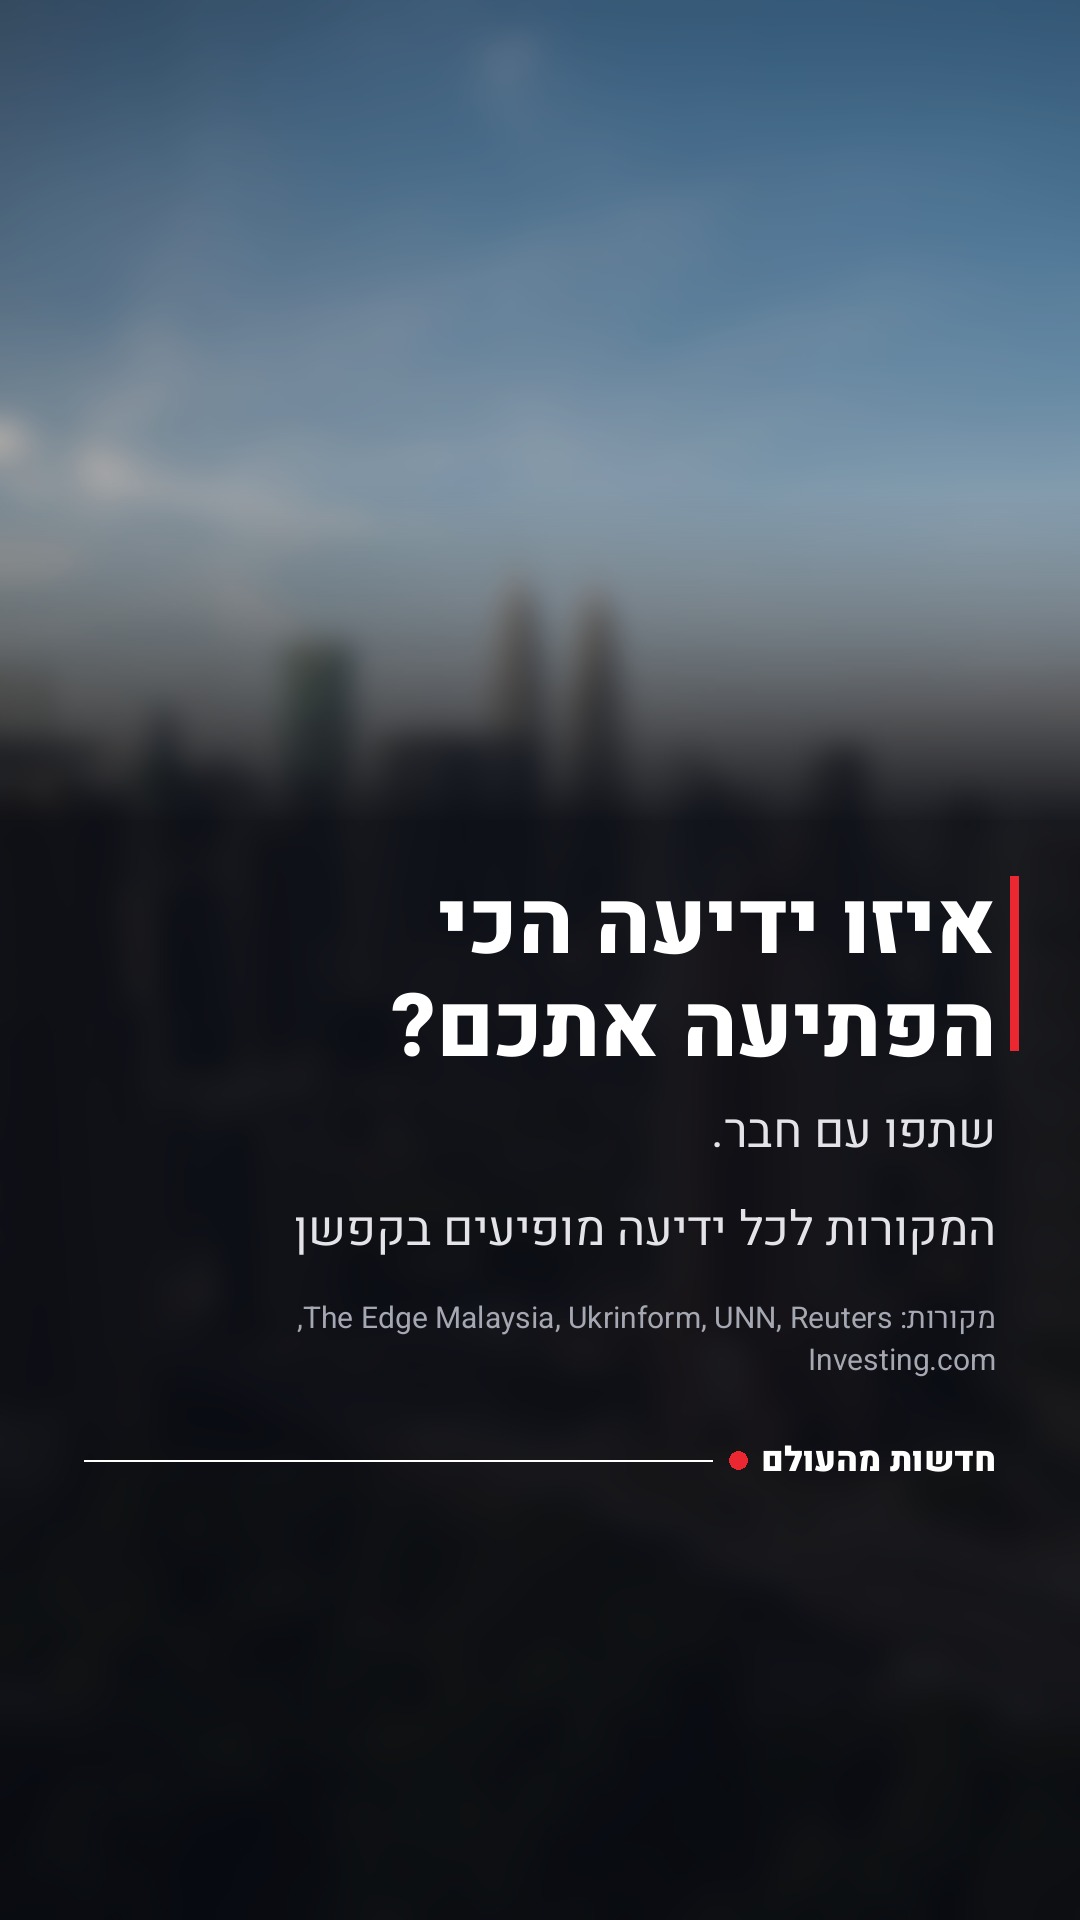 איזו ידיעה הכי
הפתיעה אתכם?
שתפו עם חבר.
המקורות לכל ידיעה מופיעים בקפשן
מקורות: The Edge Malaysia, Ukrinform, UNN, Reuters,
Investing.com
חדשות מהעולם